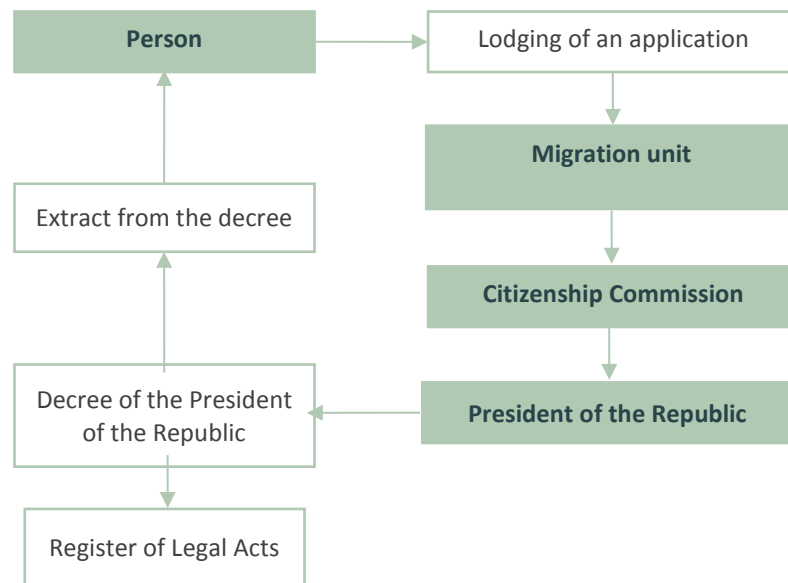 Person
Lodging of an application
Migration unit
Extract from the decree
Citizenship Commission
Decree of the President
of the Republic
President of the Republic
Register of Legal Acts